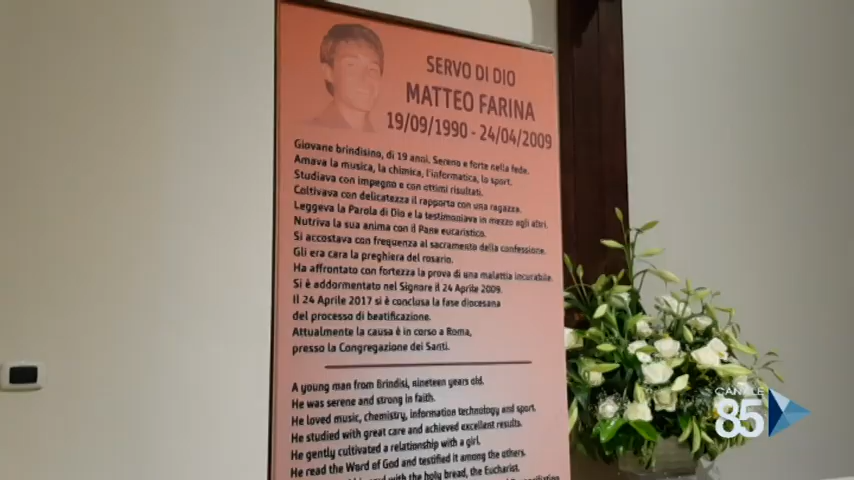 SERVO DI DIO
MATTEO FARINA
19/09/1990 - 24/04/2009
Giovane brindisino, di 19 anni. Sereno e forte nella fede.
Amava la musica, la chimica, l'informatica, lo sport.
Studiava con impegno e con ottimi risultati.
Coltivava con delicatezza il rapporto con una ragazza.
Leggeva la Parola di Dio e la testimoniava in mezzo agli altri.
Nutriva la sua anima con il Pane eucaristico.
Si accostava con frequenza al sacramento della confessione.
Gli era cara la preghiera del rosario.
Ha affrontato con fortezza la prova di una malattia incurabile.
Si è addormentato nel Signore il 24 Aprile 2009.
Il 24 Aprile 2017 si è conclusa la fase diocesana
del processo di beatificazione.
Attualmente la causa è in corso a Roma,
presso la Congregazione dei Santi.
A young man from Brindisi, nineteen years old.
He was serene and strong in faith.
He loved music, chemistry, information technology and sport.
He studied with great care and achieved excellent results.
He gently cultivated a relationship with a girl.
He read the Word of God and testified it among the others.
with the holy bread, the Eucharist.
CANALE
85